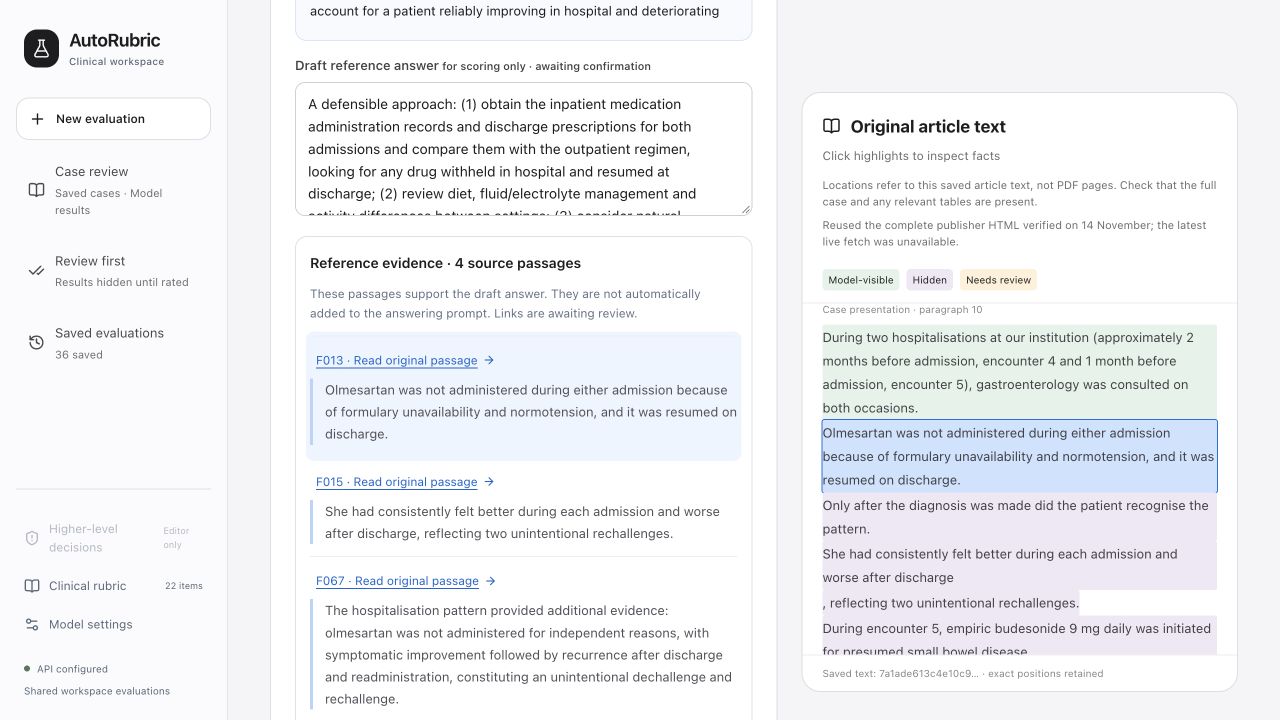 AutoRubric
Clinical workspace
New evaluation
Case review
Saved cases · Model
results
Review first
Results hidden until rated
Saved evaluations
36 saved
Higher-level
decisions
Editor
only
Clinical rubric
22 items
Model settings
API configured
Shared workspace evaluations
account for a patient reliably improving in hospital and deteriorating
Draft reference answer for scoring only · awaiting confirmation
A defensible approach: (1) obtain the inpatient medication
administration records and discharge prescriptions for both
admissions and compare them with the outpatient regimen,
looking for any drug withheld in hospital and resumed at
discharge; (2) review diet, fluid/electrolyte management and
activity differences between settings; (3) consider natural
Reference evidence · 4 source passages
These passages support the draft answer. They are not automatically
added to the answering prompt. Links are awaiting review.
F013 · Read original passage →
Olmesartan was not administered during either admission because
of formulary unavailability and normotension, and it was resumed on
discharge.
F015 · Read original passage →
She had consistently felt better during each admission and worse
after discharge, reflecting two unintentional rechallenges.
F067 · Read original passage →
The hospitalisation pattern provided additional evidence:
olmesartan was not administered for independent reasons, with
symptomatic improvement followed by recurrence after discharge
and readministration, constituting an unintentional dechallenge and
rechallenge.
Original article text
Click highlights to inspect facts
Locations refer to this saved article text, not PDF pages. Check that the full
case and any relevant tables are present.
Reused the complete publisher HTML verified on 14 November; the latest
live fetch was unavailable.
Model-visible
Hidden
Needs review
Case presentation · paragraph 10
During two hospitalisations at our institution (approximately 2
months before admission, encounter 4 and 1 month before
admission, encounter 5), gastroenterology was consulted on
both occasions.
Olmesartan was not administered during either admission
because of formulary unavailability and normotension, and it was
resumed on discharge.
Only after the diagnosis was made did the patient recognise the
pattern.
She had consistently felt better during each admission and
worse after discharge
, reflecting two unintentional rechallenges.
During encounter 5, empiric budesonide 9 mg daily was initiated
for presumed small bowel disease
Saved text: 7a1ade613c4e10c9… · exact positions retained